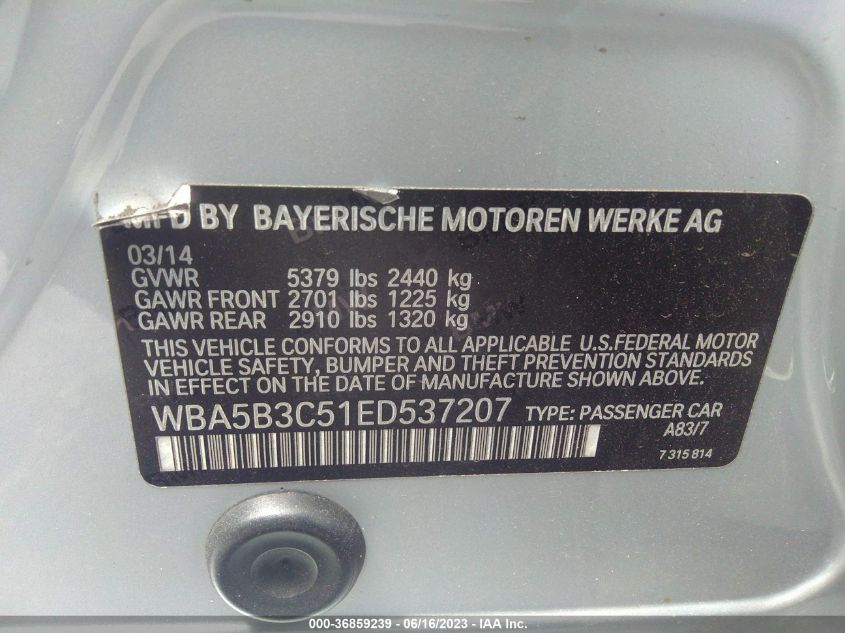 MFD BY BAYERISCHE MOTOREN WERKE AG
03/14
GVWR 5379 lbs 2440 kg
GAWR FRONT 2701 lbs 1225 kg
GAWR REAR 2910 lbs 1320 kg
THIS VEHICLE CONFORMS TO ALL APPLICABLE U.S.FEDERAL MOTOR
VEHICLE SAFETY, BUMPER AND THEFT PREVENTION STANDARDS
IN EFFECT ON THE DATE OF MANUFACTURE SHOWN ABOVE.
WBA5B3C51ED537207 TYPE: PASSENGER CAR
A83/7
7 315 814
000-36859239 - 06/16/2023 - IAA Inc.